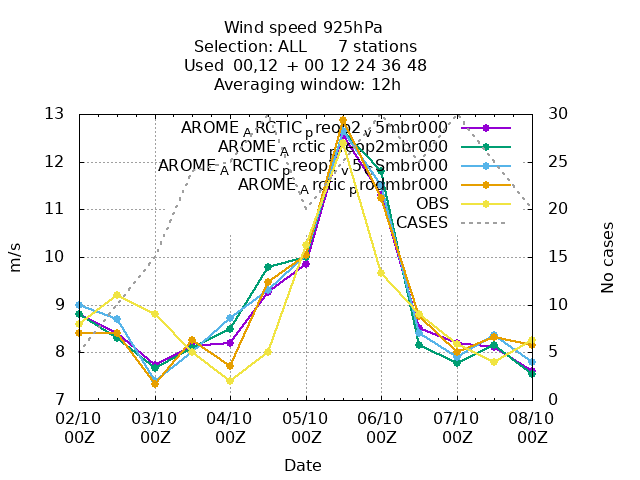 Wind speed 925hPa
Selection: ALL 7 stations
Used 00,12 + 00 12 24 36 48
Averaging window: 12h
AROME_ARCTIC_preop2_v5mbr000
AROME_Arctic_preop2mbr000
AROME_Arctic_prodmbr000
OBS
CASES
13
12
11
10
9
8
7
30
25
20
15
10
5
0
m/s
No cases
02/10 03/10 04/10 05/10 06/10 07/10 08/10
00Z 00Z 00Z 00Z 00Z 00Z 00Z
Date